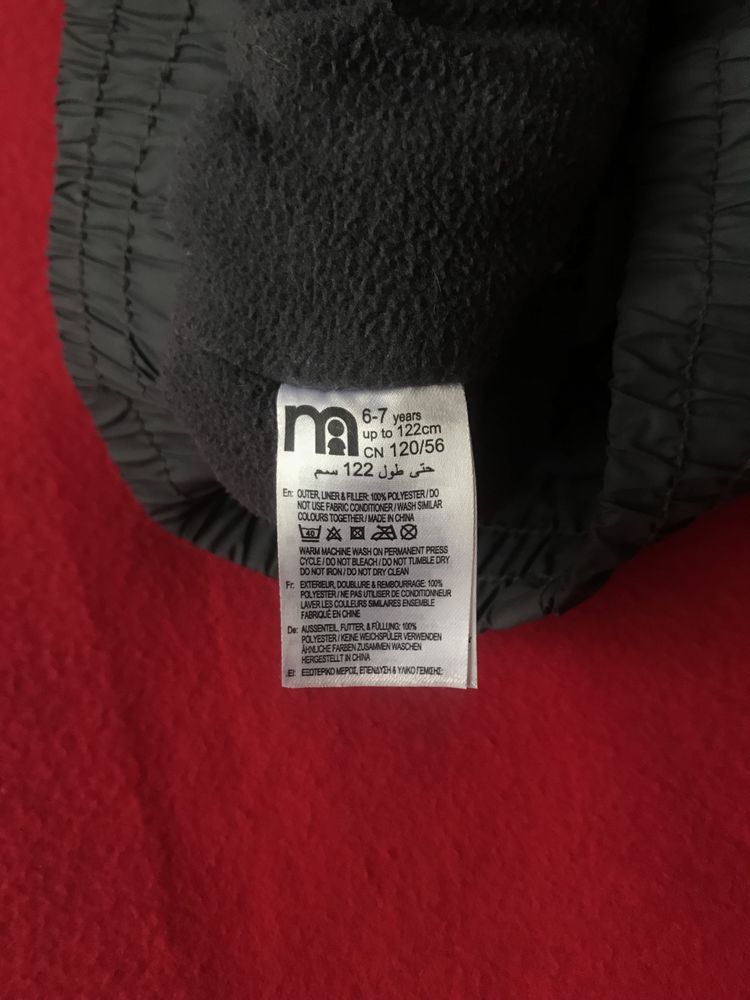 m
6-7 years
up to 122cm
CN 120/56
حتى طول 122 سم
En: OUTER, LINER & FILLER: 100% POLYESTER / DO
NOT USE FABRIC CONDITIONER / WASH SIMILAR
COLOURS TOGETHER / MADE IN CHINA
40
WARM MACHINE WASH ON PERMANENT PRESS
CYCLE / DO NOT BLEACH / DO NOT TUMBLE DRY
DO NOT IRON / DO NOT DRY CLEAN
Fr: EXTERIEUR, DOUBLURE & REMBOURRAGE: 100%
POLYESTER / NE PAS UTILISER DE CONDITIONEUR
LAVER LES COULEURS SIMILAIRES ENSEMBLE
FABRIQUÉ EN CHINE
De: AUSSENTEIL, FUTTER, & FÜLLUNG: 100%
POLYESTER / KEINE WEICHSPÜLER VERWENDEN
ÄHNLICHE FARBEN ZUSAMMEN WASCHEN
HERGESTELLT IN CHINA
El: ΕΞΩΤΕΡΙΚΟ ΜΕΡΟΣ, ΕΠΕΝΔΥΣΗ & ΥΛΙΚΟ ΓΕΜΙΣΗΣ: